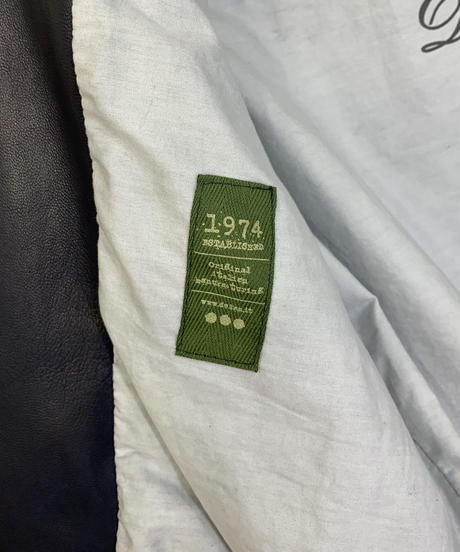 1974
ESTABLISHED
original
italian
manufacturing